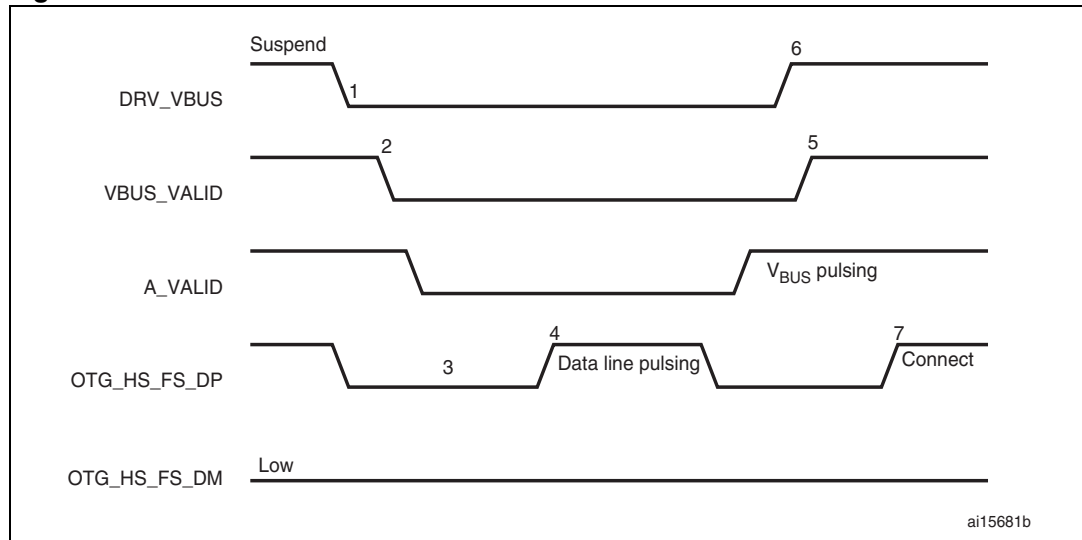 Suspend
6
DRV_VBUS
1
2
5
VBUS_VALID
A_VALID
VBUS pulsing
4
7
OTG_HS_FS_DP
3
Data line pulsing
Connect
OTG_HS_FS_DM
Low
ai15681b